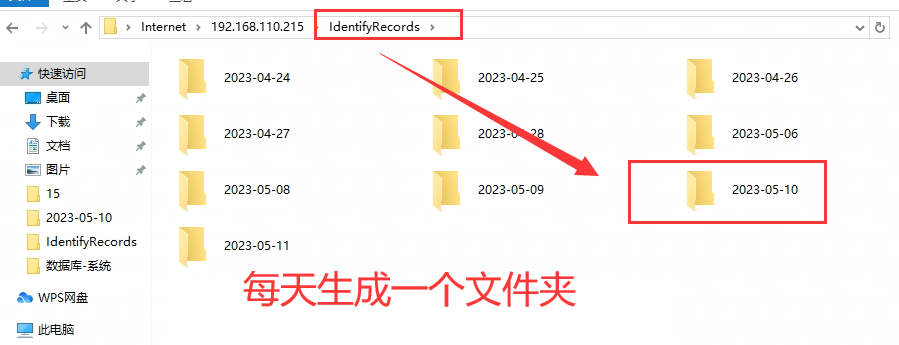 Internet 192.168.110.215 IdentifyRecords
快速访问
桌面
下载
文档
图片
15
2023-05-10
IdentifyRecords
数据库-系统
WPS网盘
此电脑
2023-04-24 2023-04-25 2023-04-26
2023-04-27 2023-04-28 2023-05-06
2023-05-08 2023-05-09 2023-05-10
2023-05-11
每天生成一个文件夹